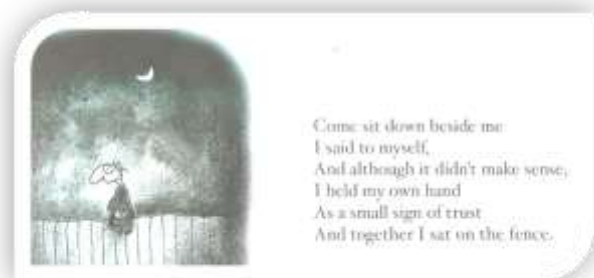 Come sit down beside me
I said to myself,
And although it didn't make sense,
I held my own hand
As a small sign of trust
And together I sat on the fence.